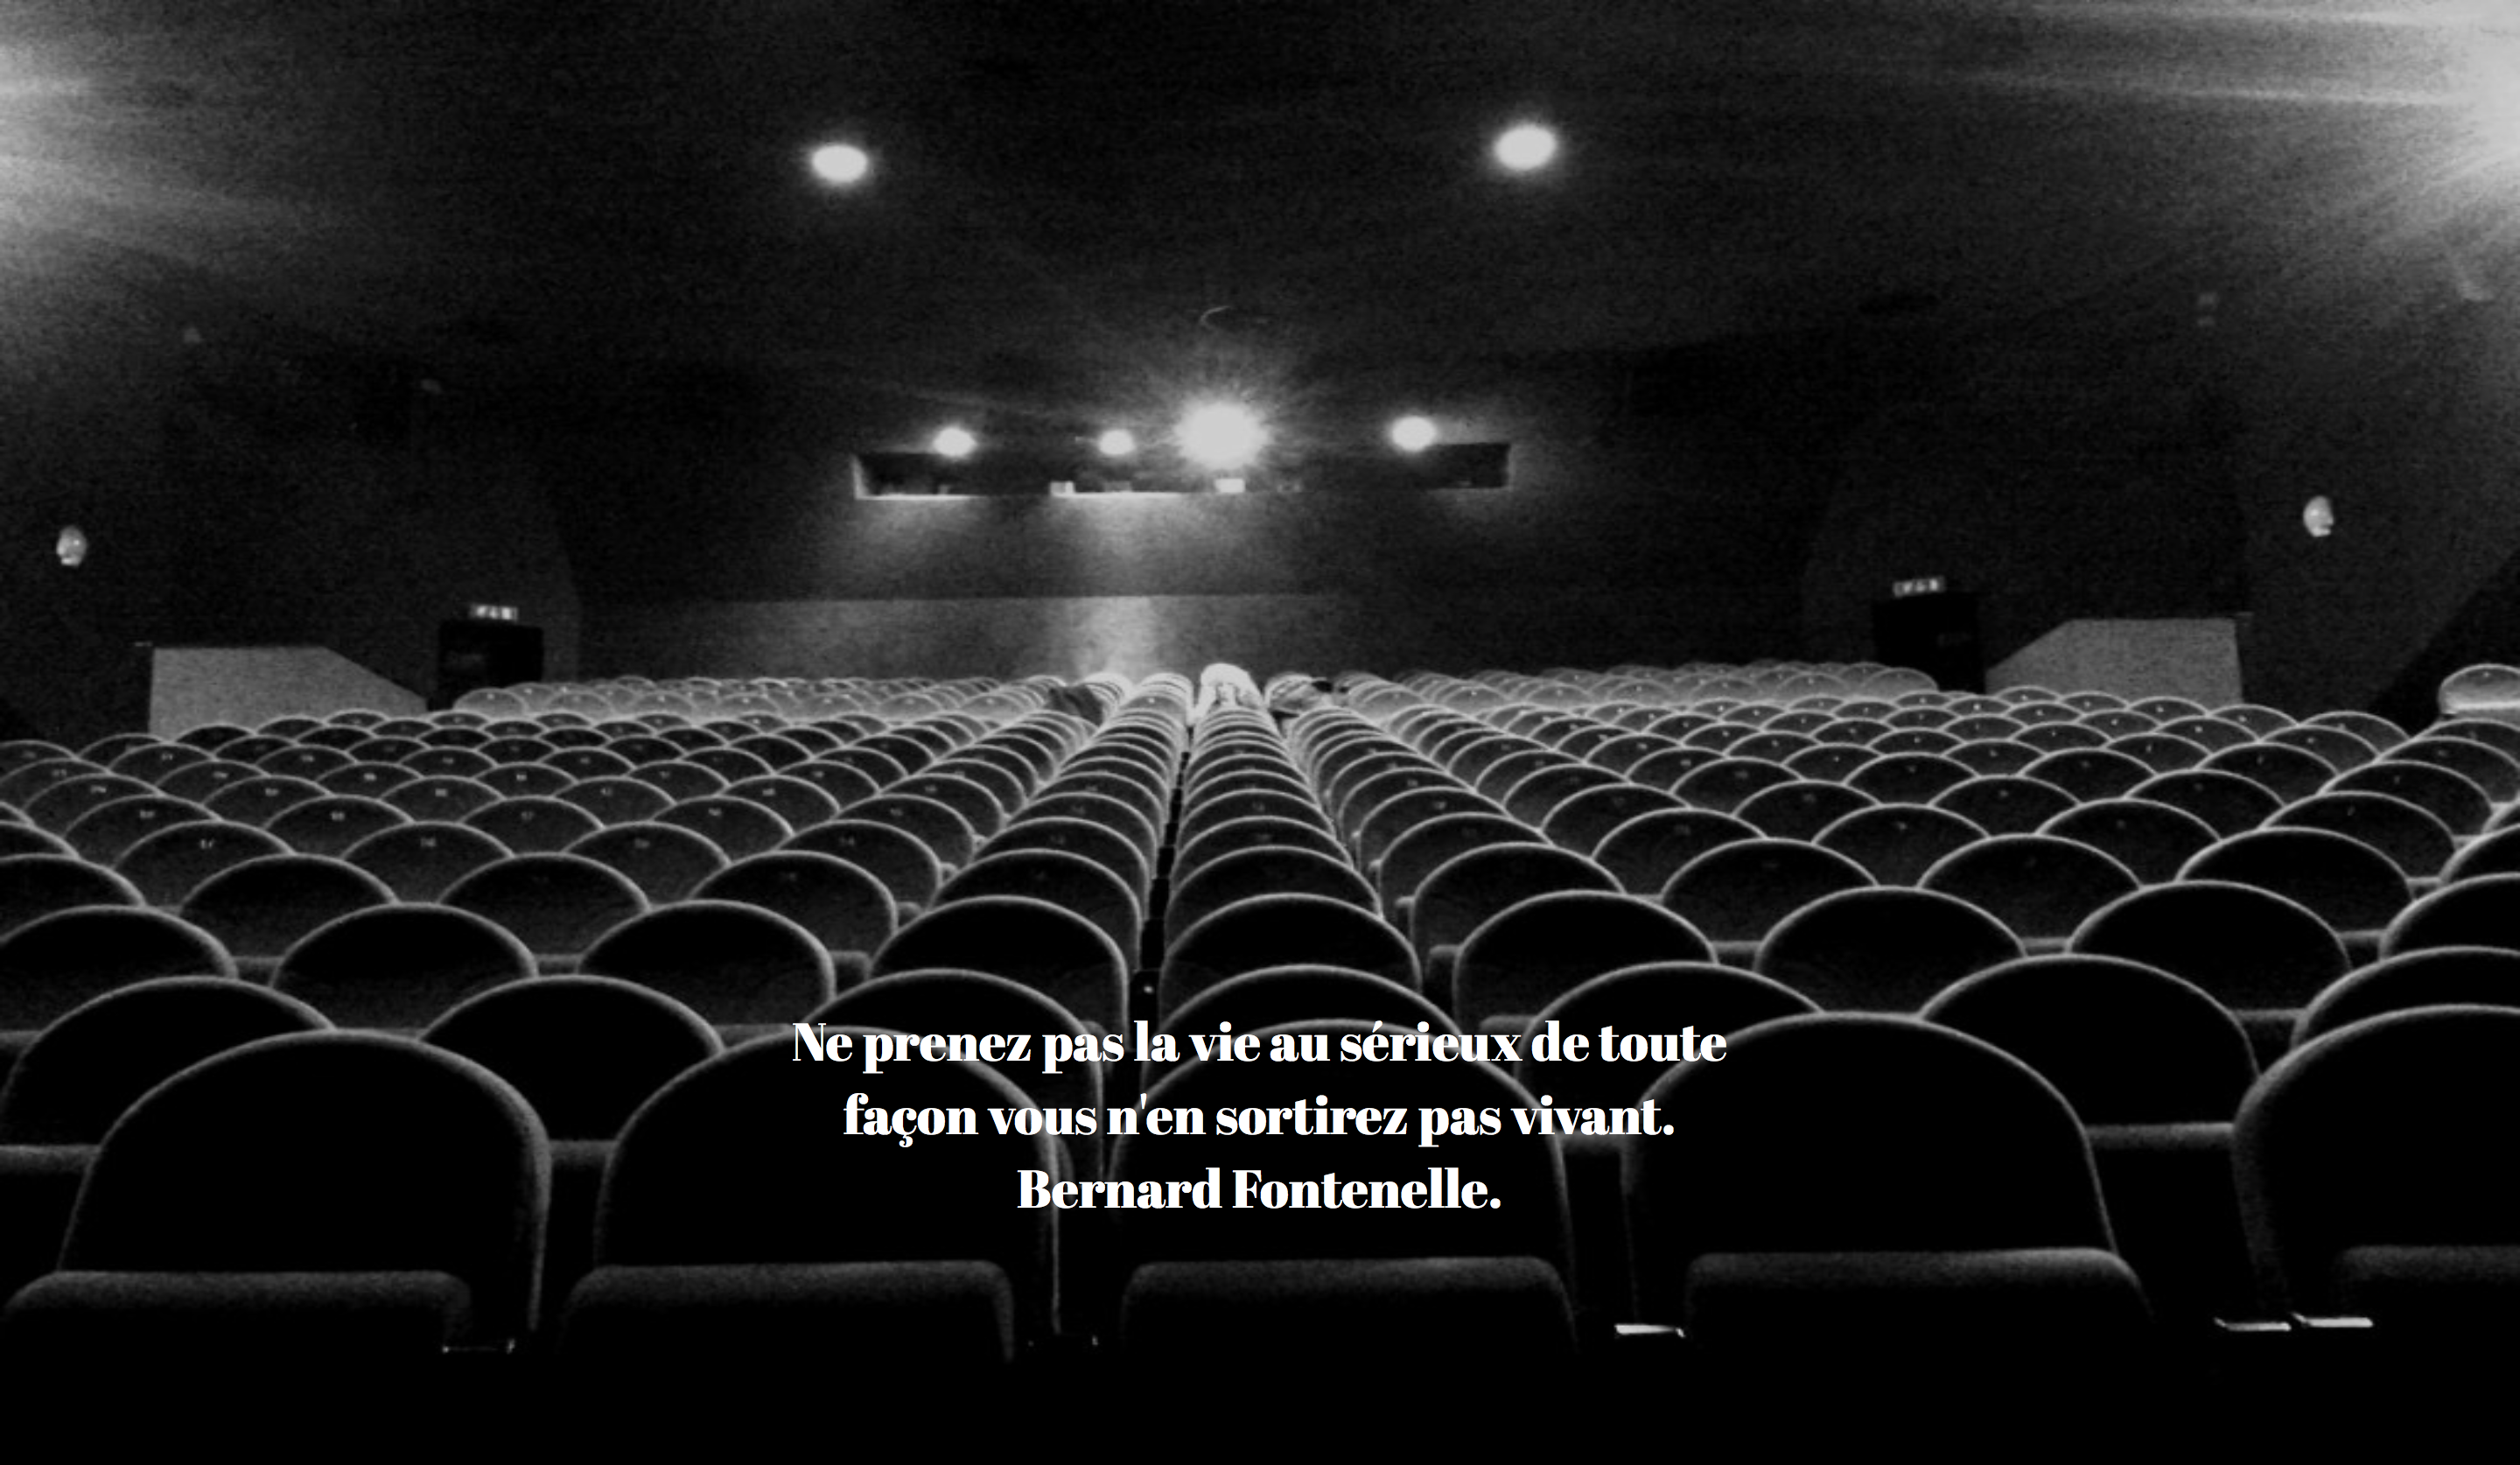 Ne prenez pas la vie au sérieux de toute
façon vous n'en sortirez pas vivant.
Bernard Fontenelle.